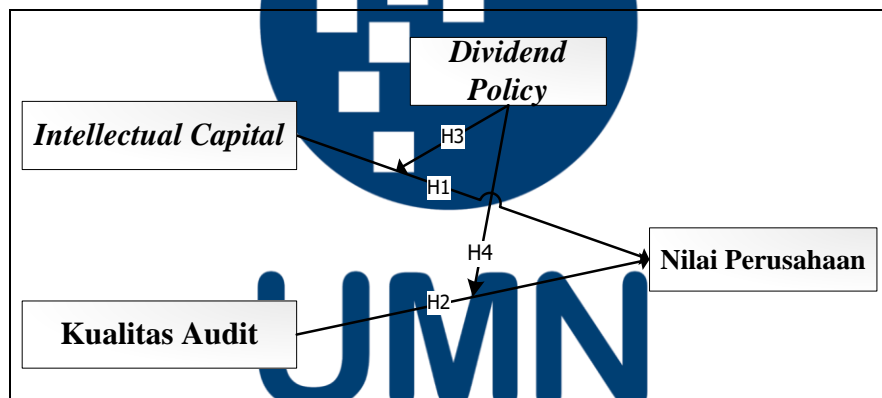 Dividend
Policy
Intellectual Capital
H3
H1
H4
Nilai Perusahaan
H2
Kualitas Audit
UMN